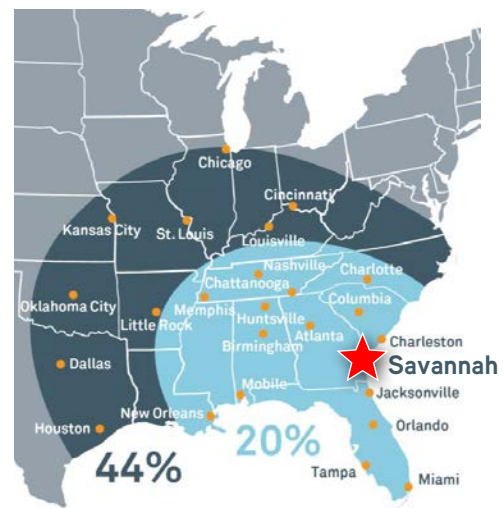 Chicago
Cincinnati
Kansas City
St. Louis
Louisville
Nashville
Charlotte
Chattanooga
Oklahoma City
Memphis
Columbia
Little Rock
Huntsville
Atlanta
Charleston
Birmingham
Savannah
Dallas
Mobile
Jacksonville
New Orleans
Houston
20%
Orlando
44%
Tampa
Miami